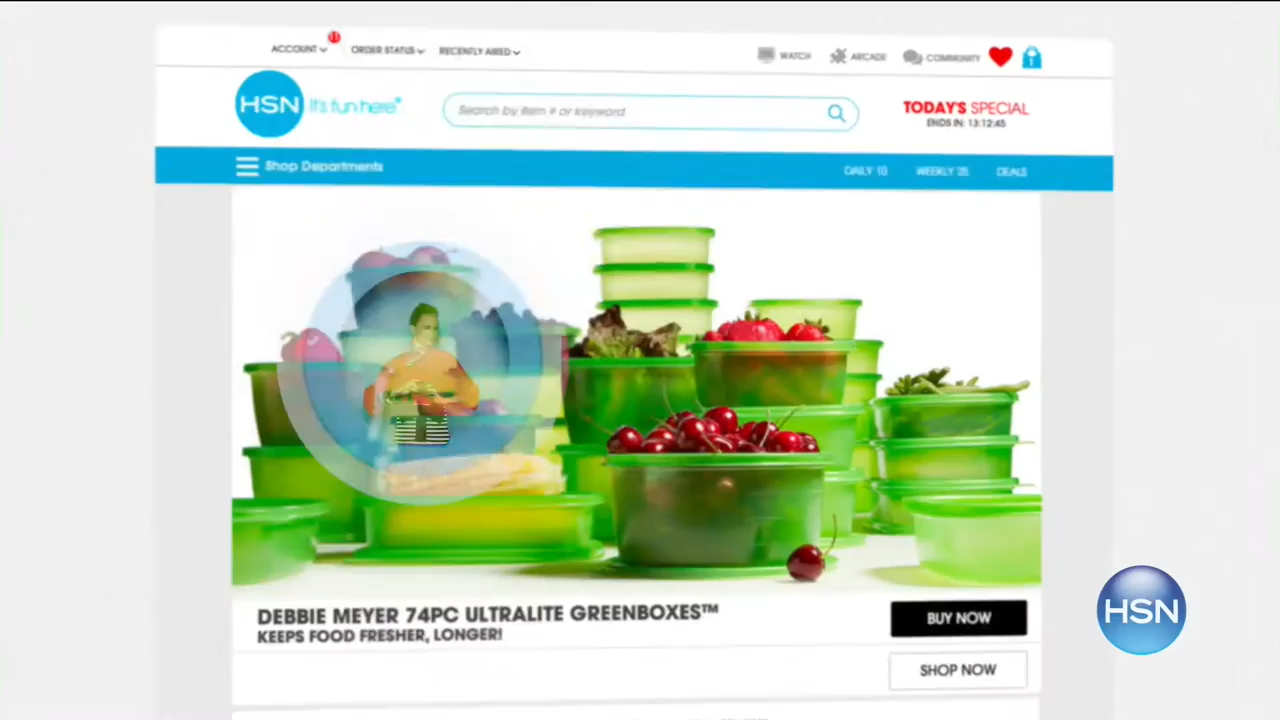 11
ACCOUNT
ORDER STATUS
RECENTLY AIRED
WATCH
ARCADE
COMMUNITY
1
HSN
It's fun here
Search by item # or keyword
TODAY'S SPECIAL
ENDS IN: 13:12:45
Shop Departments
DAILY 10
WEEKLY 25
DEALS
DEBBIE MEYER 74PC ULTRALITE GREENBOXES™
KEEPS FOOD FRESHER, LONGER!
BUY NOW
SHOP NOW
HSN